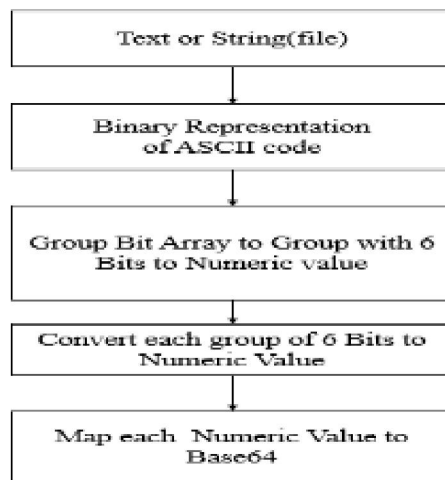 Text or String(file)
Binary Representation
of ASCII code
Group Bit Array to Group with 6
Bits to Numeric value
Convert each group of 6 Bits to
Numeric Value
Map each Numeric Value to
Base64